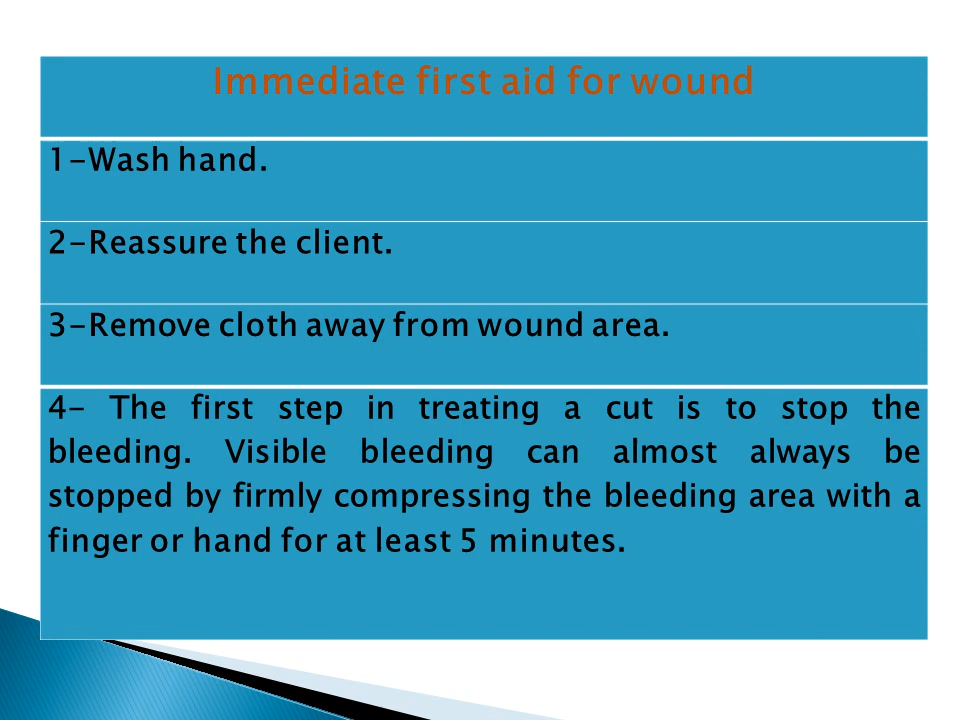 Immediate first aid for wound
1-Wash hand.
2-Reassure the client.
3-Remove cloth away from wound area.
4- The first step in treating a cut is to stop the
bleeding. Visible bleeding can almost always be
stopped by firmly compressing the bleeding area with a
finger or hand for at least 5 minutes.